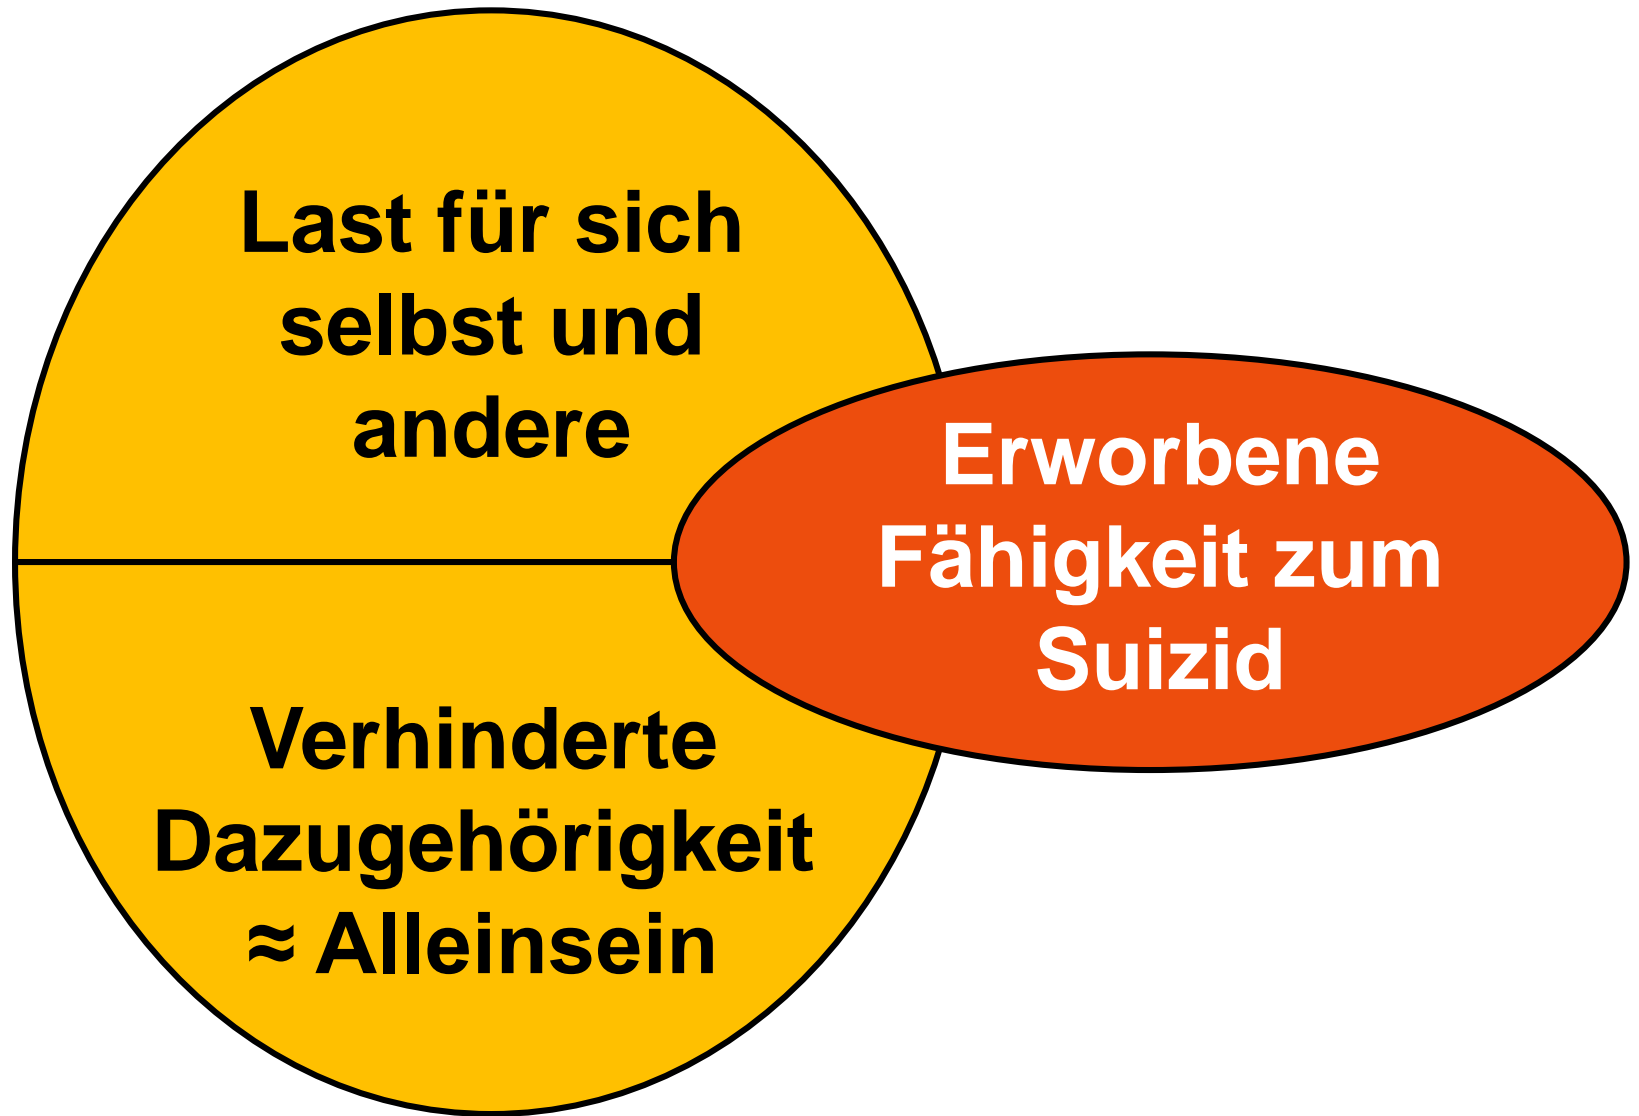 Last für sich
selbst und
andere
Erworbene
Fähigkeit zum
Suizid
Verhinderte
Dazugehörigkeit
≈ Alleinsein